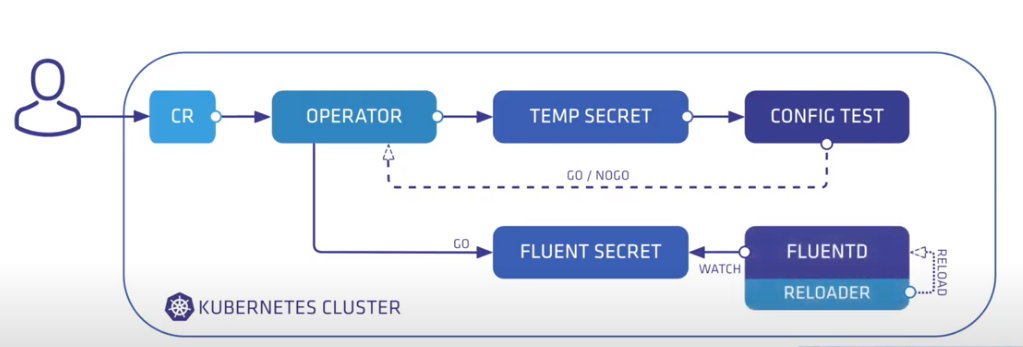 CR
OPERATOR
TEMP SECRET
CONFIG TEST
GO / NOGO
GO
FLUENT SECRET
WATCH
FLUENTD
RELOADER
RELOAD
KUBERNETES CLUSTER